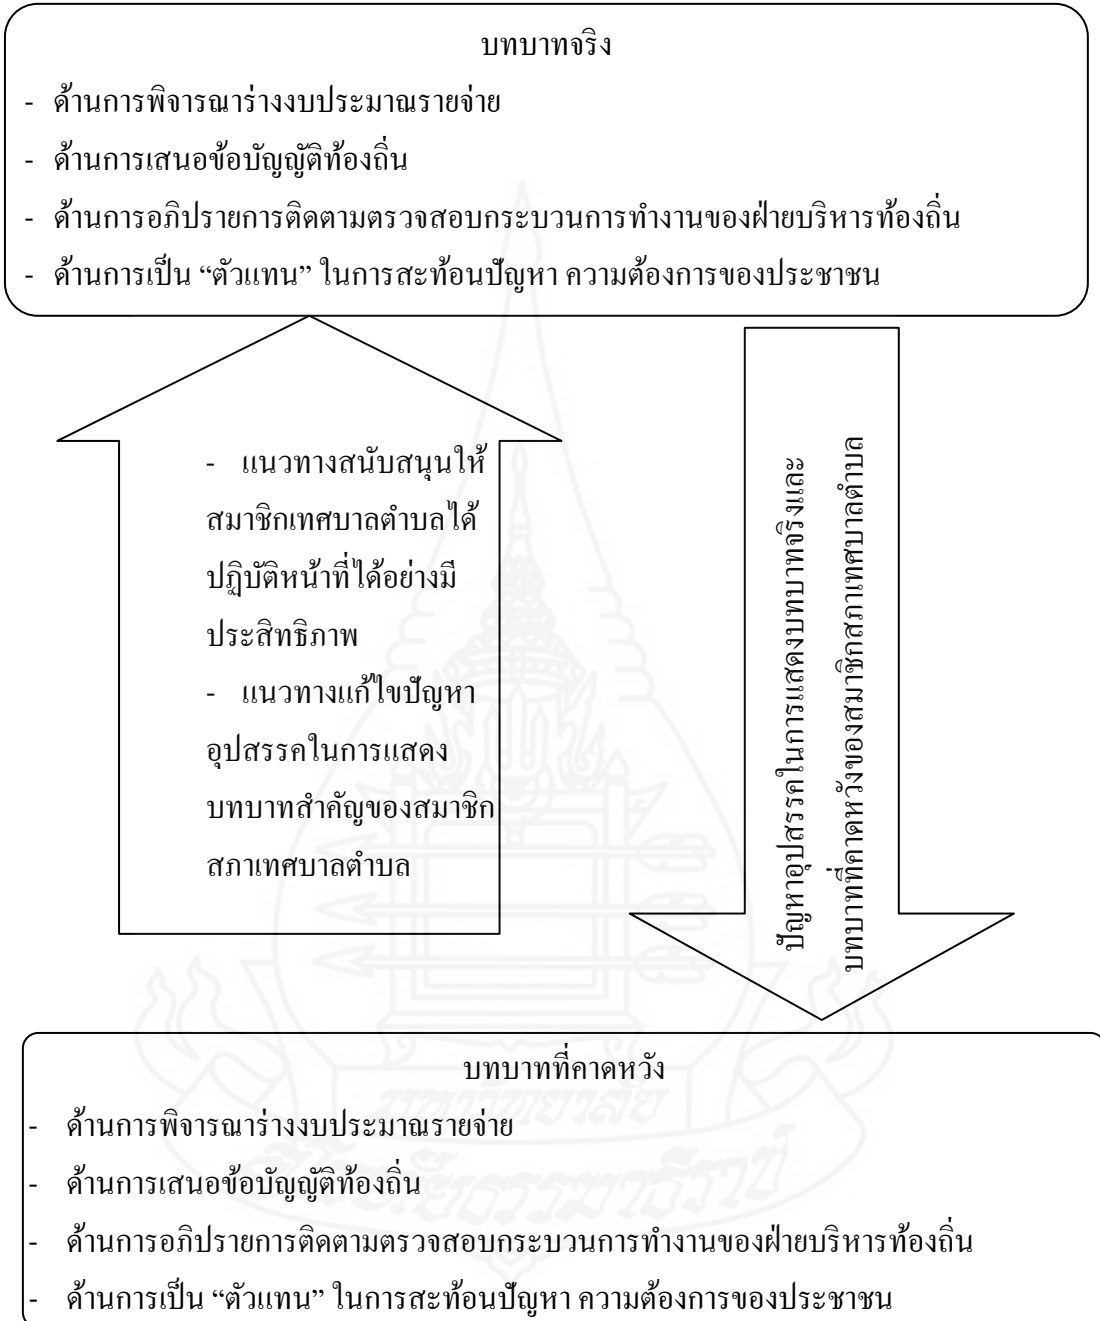 บทบาทจริง
- ด้านการพิจารณาร่างงบประมาณรายจ่าย
- ด้านการเสนอข้อบัญญัติท้องถิ่น
- ด้านการอภิปรายการติดตามตรวจสอบกระบวนการทำงานของฝ่ายบริหารท้องถิ่น
- ด้านการเป็น “ตัวแทน” ในการสะท้อนปัญหา ความต้องการของประชาชน
- แนวทางสนับสนุนให้
สมาชิกเทศบาลตำบลได้
ปฏิบัติหน้าที่ได้อย่างมี
ประสิทธิภาพ
- แนวทางแก้ไขปัญหา
อุปสรรคในการแสดง
บทบาทสำคัญของสมาชิก
สภาเทศบาลตำบล
ปัญหาอุปสรรคในการแสดงบทบาทจริงและ
บทบาทที่คาดหวังของสมาชิกสภาเทศบาลตำบล
บทบาทที่คาดหวัง
- ด้านการพิจารณาร่างงบประมาณรายจ่าย
- ด้านการเสนอข้อบัญญัติท้องถิ่น
- ด้านการอภิปรายการติดตามตรวจสอบกระบวนการทำงานของฝ่ายบริหารท้องถิ่น
- ด้านการเป็น “ตัวแทน” ในการสะท้อนปัญหา ความต้องการของประชาชน
มหาวิทยาลัย
สุโขทัยธรรมาธิราช